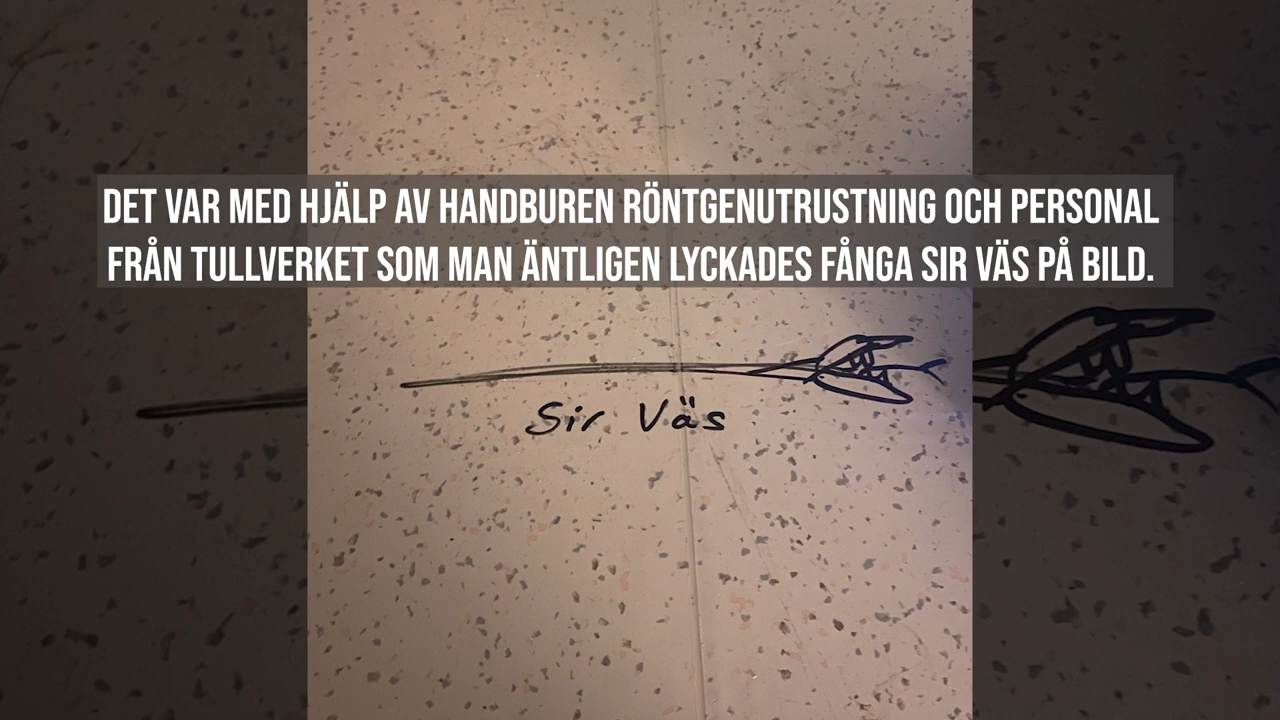 DET VAR MED HJÄLP AV HANDBUREN RÖNTGENUTRUSTNING OCH PERSONAL
FRÅN TULLVERKET SOM MAN ÄNTLIGEN LYCKADES FÅNGA SIR VÄS PÅ BILD.
Sir Väs